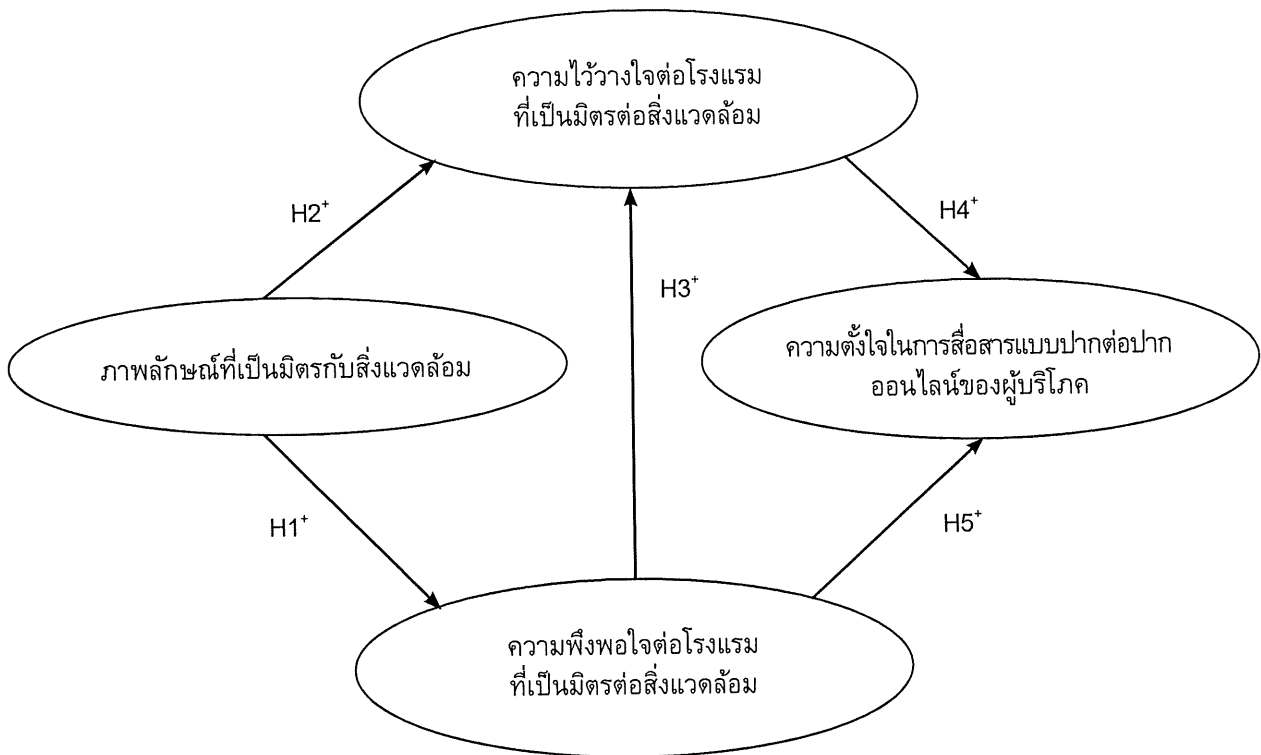 ความไว้วางใจต่อโรงแรม
ที่เป็นมิตรต่อสิ่งแวดล้อม
H2⁺
H4⁺
H3⁺
ภาพลักษณ์ที่เป็นมิตรกับสิ่งแวดล้อม
ความตั้งใจในการสื่อสารแบบปากต่อปาก
ออนไลน์ของผู้บริโภค
H1⁺
H5⁺
ความพึงพอใจต่อโรงแรม
ที่เป็นมิตรต่อสิ่งแวดล้อม